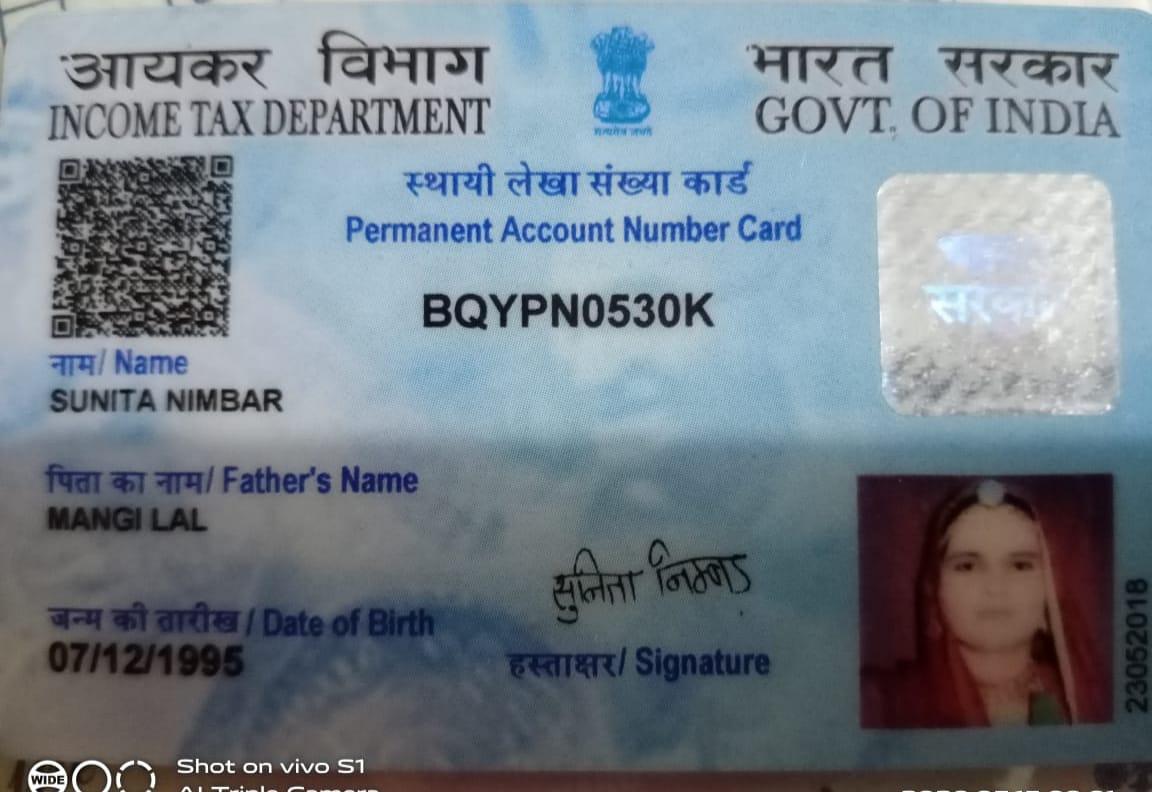 आयकर विभाग
INCOME TAX DEPARTMENT
भारत सरकार
GOVT. OF INDIA
सत्यमेव जयते
स्थायी लेखा संख्या कार्ड
Permanent Account Number Card
BQYPN0530K
सरकार
नाम/ Name
SUNITA NIMBAR
पिता का नाम/ Father's Name
MANGI LAL
जन्म की तारीख / Date of Birth
07/12/1995
सुनिता निम्बड़
हस्ताक्षर/ Signature
23052018
WIDE
Shot on vivo S1
AI Triple Camera